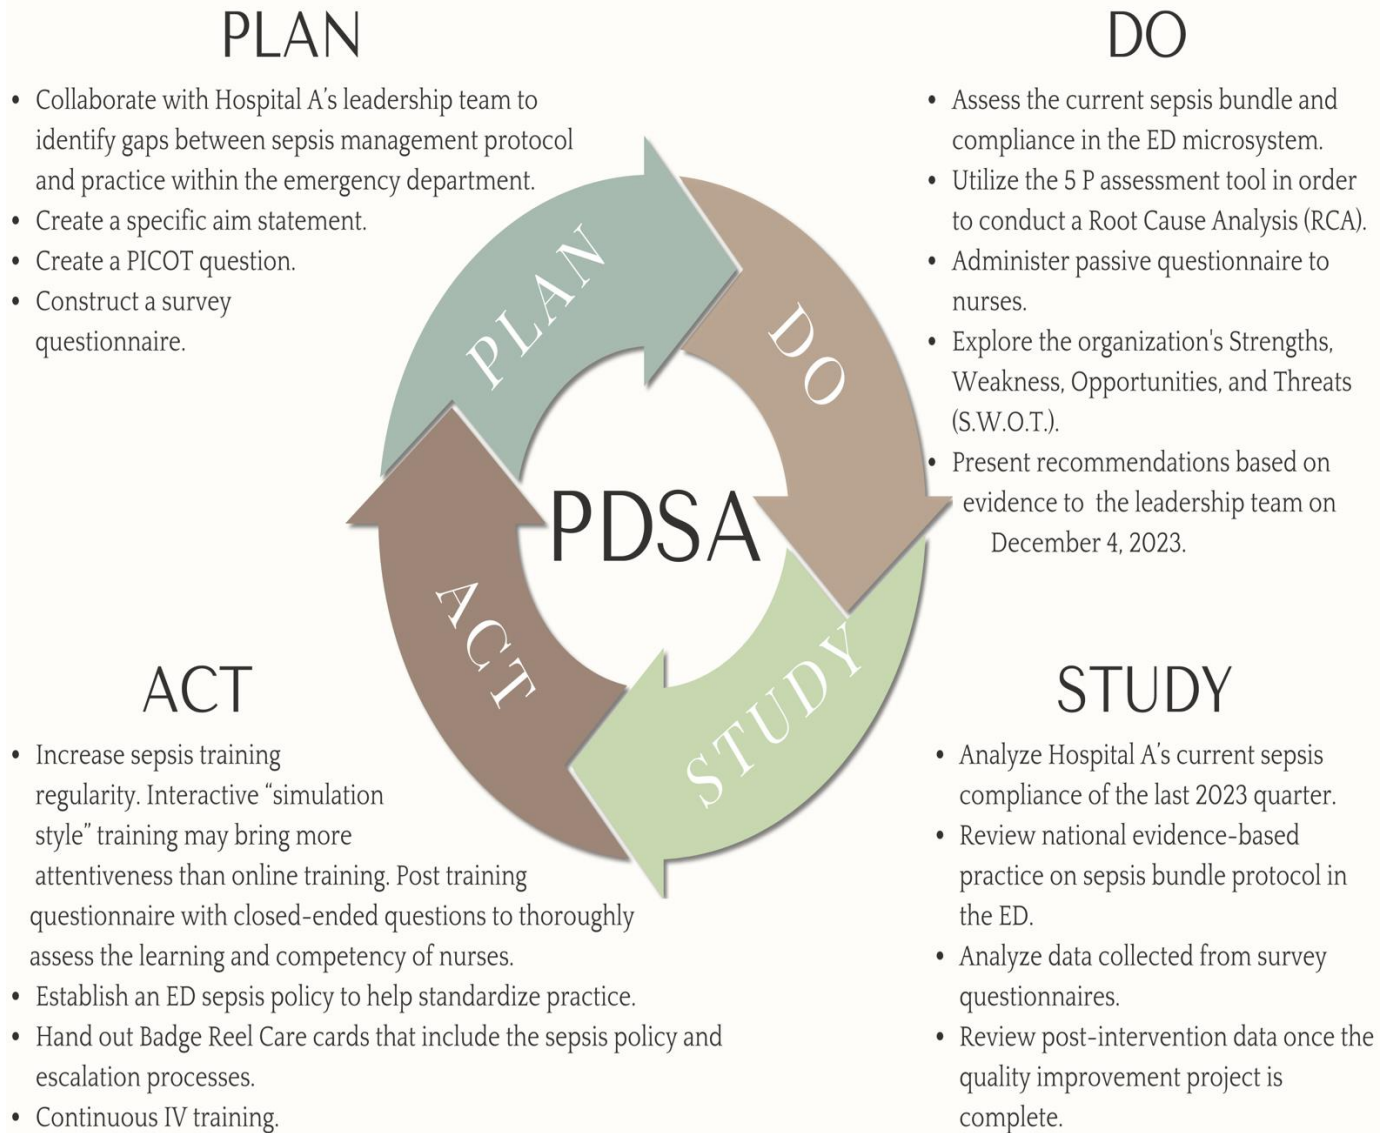 PLAN
• Collaborate with Hospital A's leadership team to
identify gaps between sepsis management protocol
and practice within the emergency department.
• Create a specific aim statement.
• Create a PICOT question.
• Construct a survey
questionnaire.
DO
• Assess the current sepsis bundle and
compliance in the ED microsystem.
• Utilize the 5 P assessment tool in order
to conduct a Root Cause Analysis (RCA).
• Administer passive questionnaire to
nurses.
• Explore the organization's Strengths,
Weakness, Opportunities, and Threats
(S.W.O.T.).
• Present recommendations based on
evidence to the leadership team on
December 4, 2023.
PLAN
DO
PDSA
ACT
STUDY
ACT
• Increase sepsis training
regularity. Interactive “simulation
style” training may bring more
attentiveness than online training. Post training
questionnaire with closed-ended questions to thoroughly
assess the learning and competency of nurses.
• Establish an ED sepsis policy to help standardize practice.
• Hand out Badge Reel Care cards that include the sepsis policy and
escalation processes.
• Continuous IV training.
STUDY
• Analyze Hospital A's current sepsis
compliance of the last 2023 quarter.
• Review national evidence-based
practice on sepsis bundle protocol in
the ED.
• Analyze data collected from survey
questionnaires.
• Review post-intervention data once the
quality improvement project is
complete.